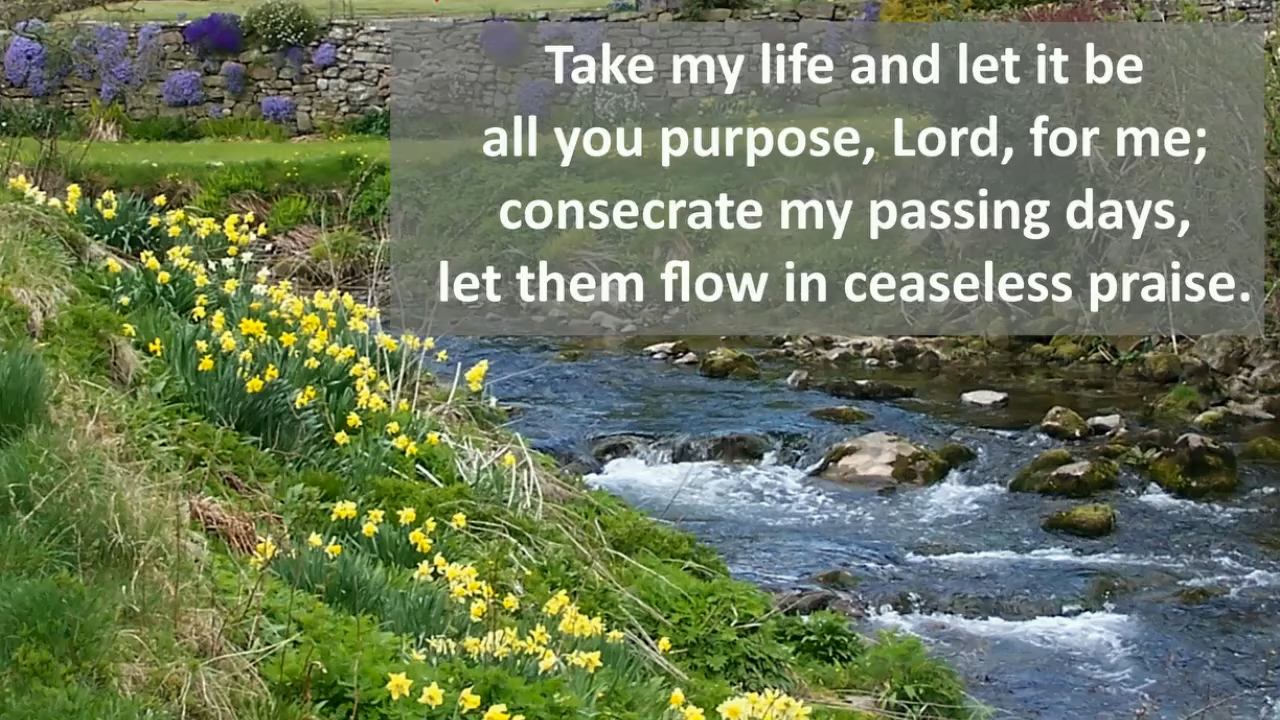 Take my life and let it be
all you purpose, Lord, for me;
consecrate my passing days,
let them flow in ceaseless praise.